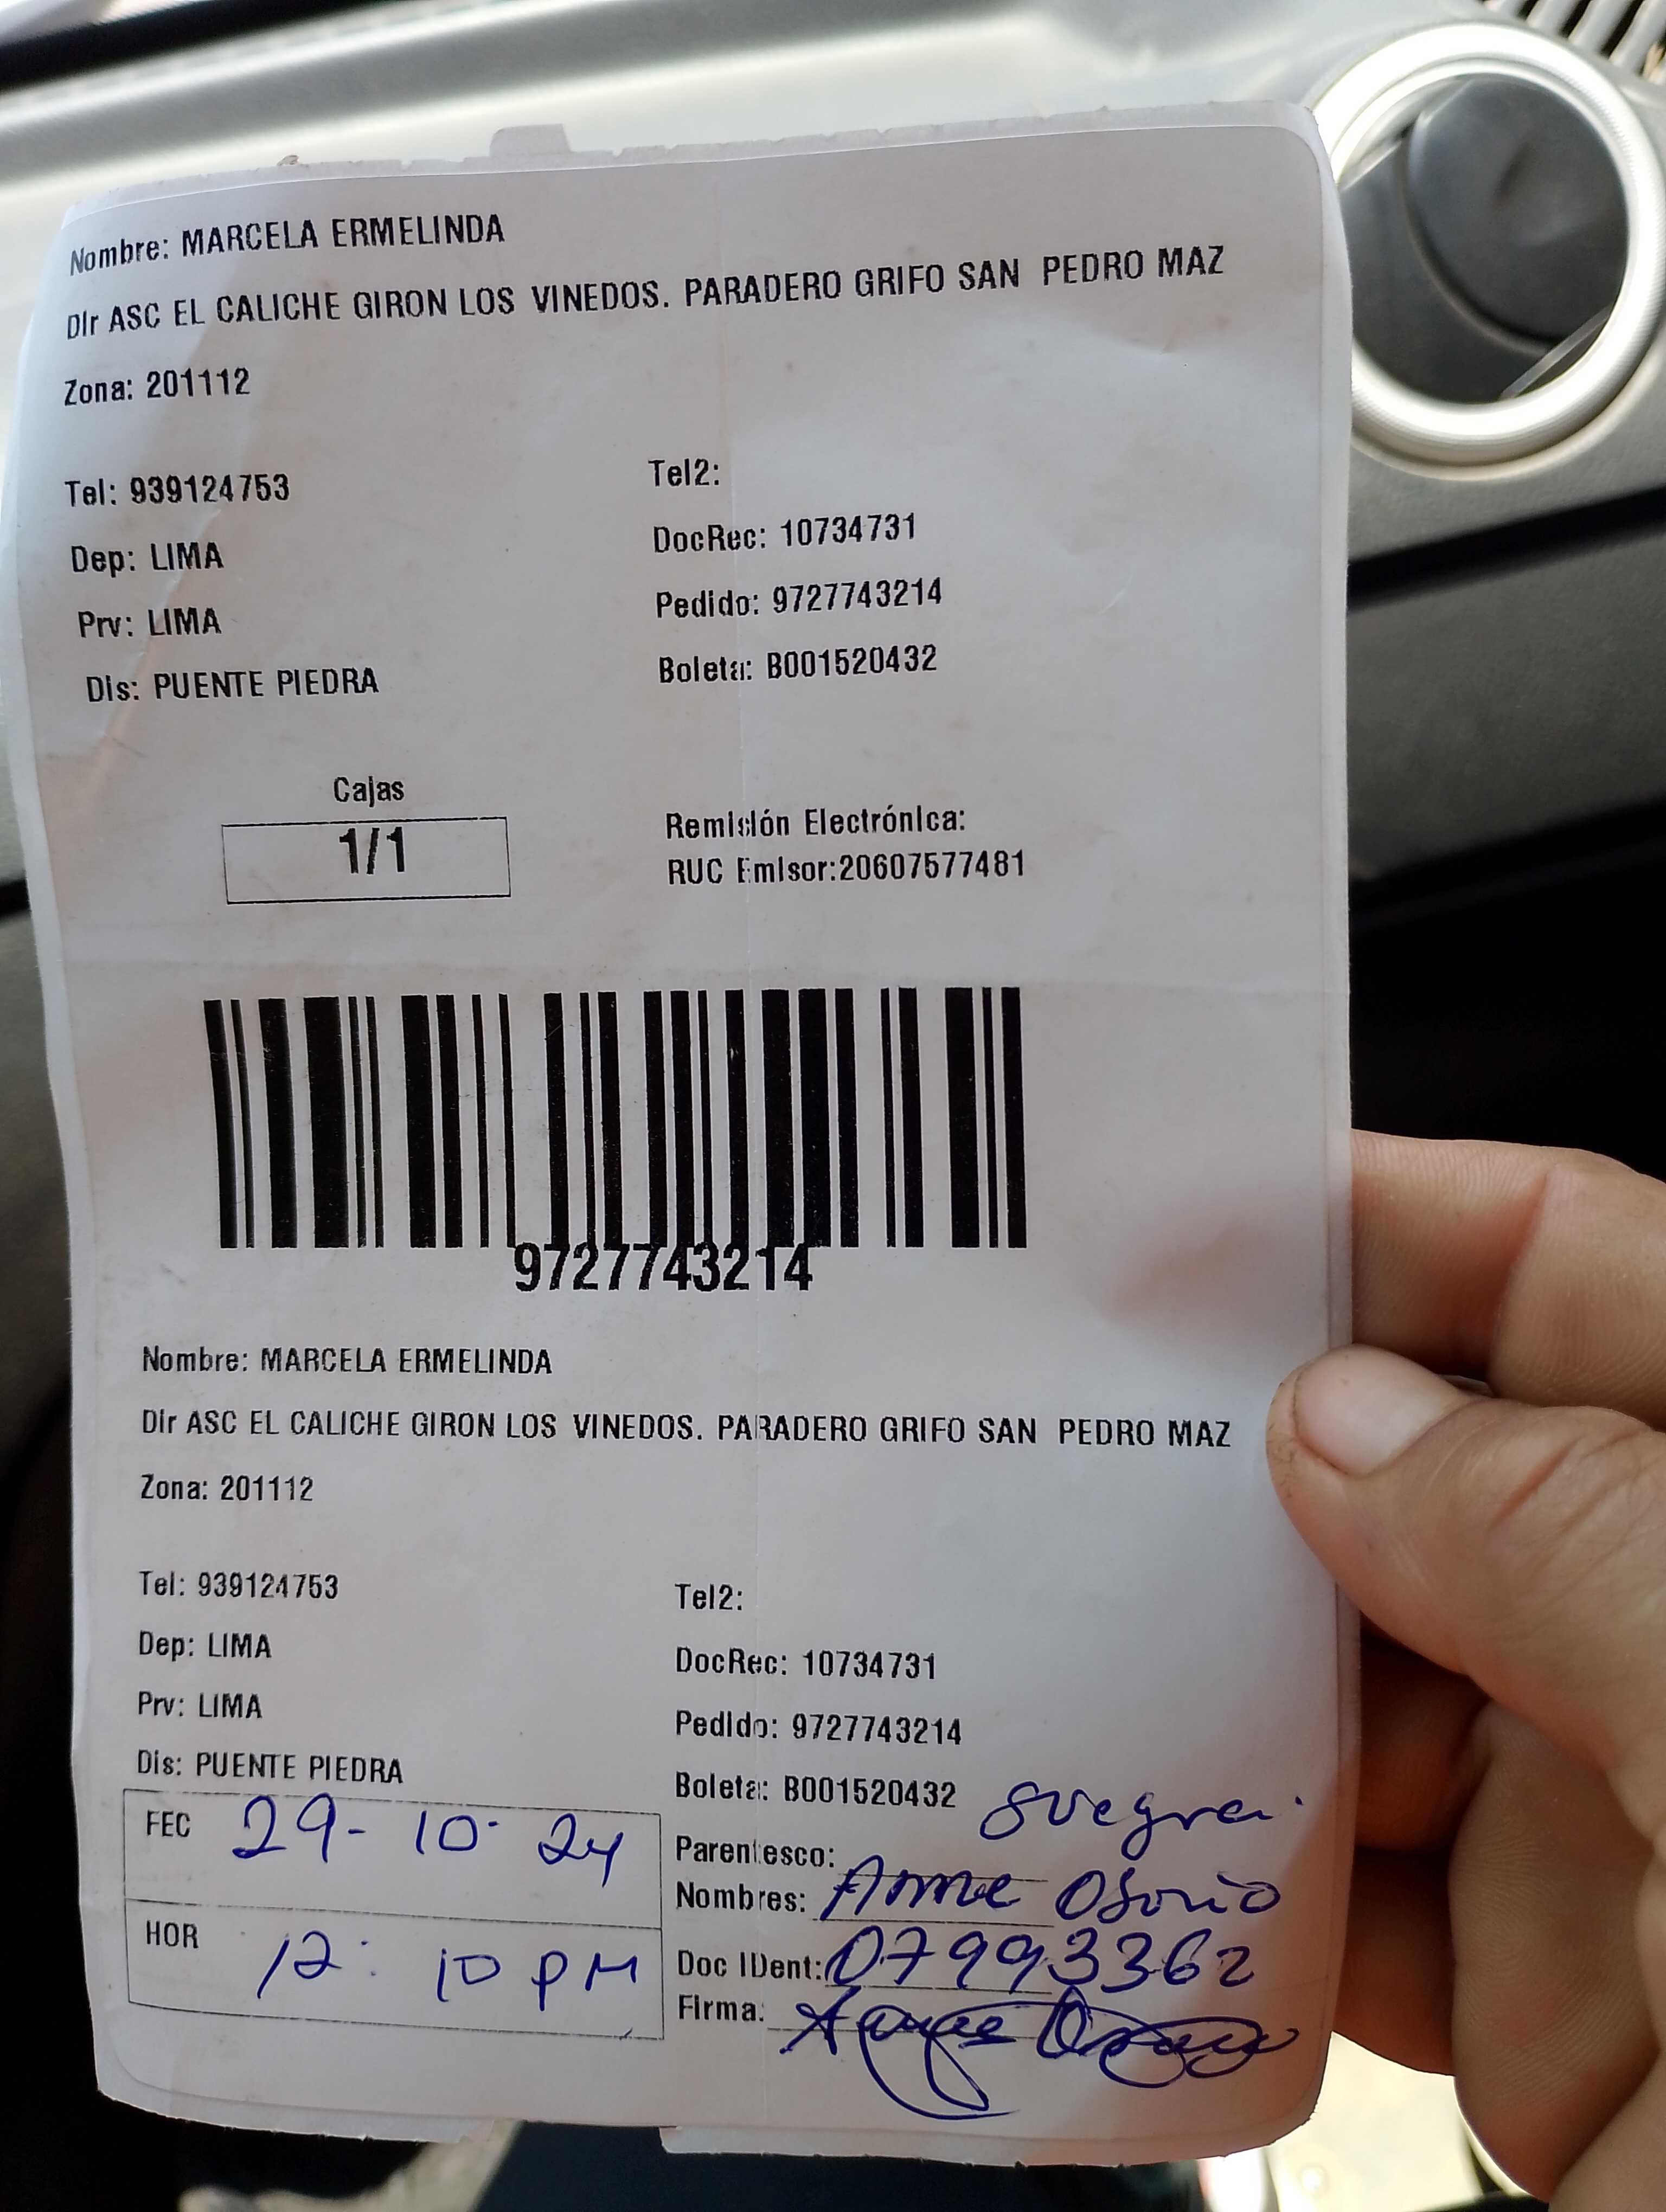 Nombre: MARCELA ERMELINDA
Dir ASC EL CALICHE GIRON LOS VINEDOS. PARADERO GRIFO SAN PEDRO MAZ
Zona: 201112
Tel: 939124753 Tel2:
Dep: LIMA DocRec: 10734731
Prv: LIMA Pedido: 9727743214
Dis: PUENTE PIEDRA Boleta: B001520432
Cajas
1/1
Remisión Electrónica:
RUC Emisor:20607577481
9727743214
Nombre: MARCELA ERMELINDA
Dir ASC EL CALICHE GIRON LOS VINEDOS. PARADERO GRIFO SAN PEDRO MAZ
Zona: 201112
Tel: 939124753 Tel2:
Dep: LIMA DocRec: 10734731
Prv: LIMA Pedido: 9727743214
Dis: PUENTE PIEDRA Boleta: B001520432
FEC 29-10-24
HOR 12:10 PM
Parentesco: suegra.
Nombres: Osorio
Doc IDent: 07993362
Firma: